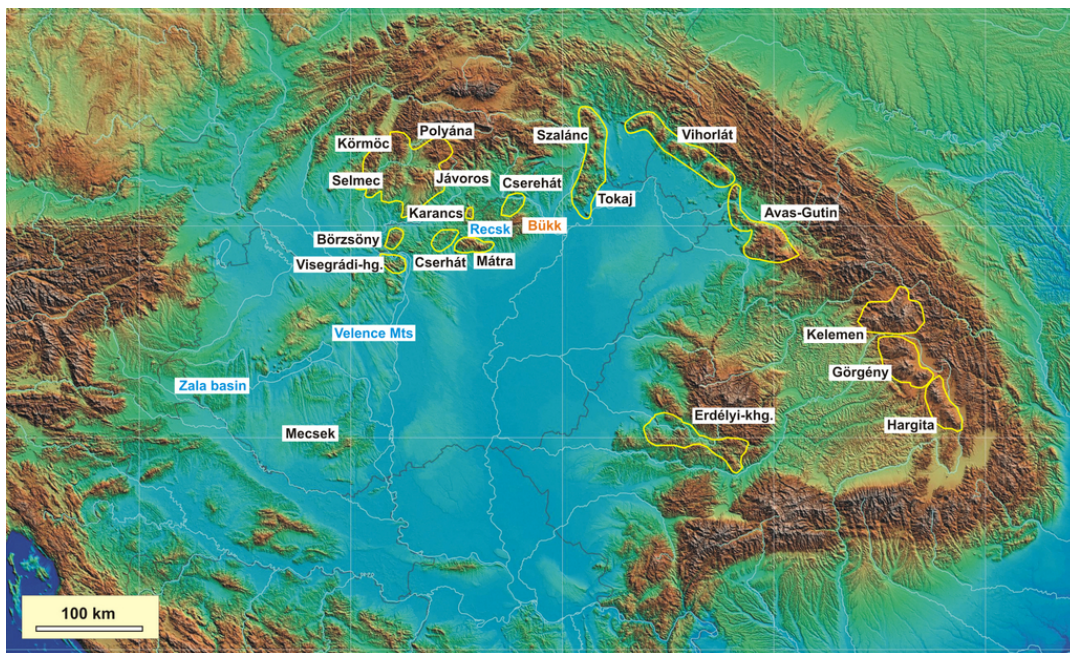 Polyána
Körmöc
Szalánc
Vihorlát
Selmec
Jávoros
Cserehát
Tokaj
Karancs
Avas-Gutin
Recsk
Bükk
Börzsöny
Visegrádi-hg.
Cserhát
Mátra
Velence Mts
Kelemen
Görgény
Zala basin
Erdélyi-khg.
Hargita
Mecsek
100 km